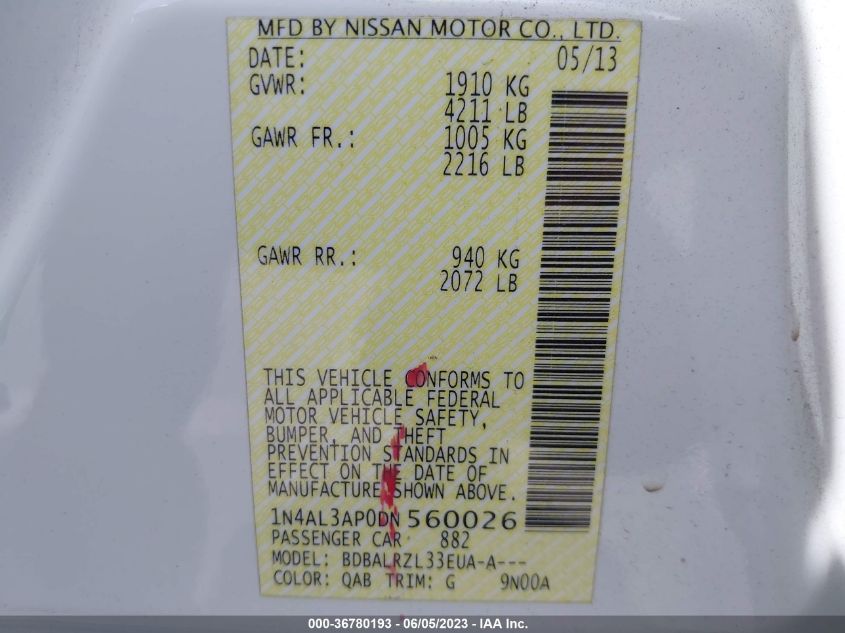 MFD BY NISSAN MOTOR CO., LTD.
DATE: 05/13
GVWR: 1910 KG
4211 LB
GAWR FR.: 1005 KG
2216 LB
GAWR RR.: 940 KG
2072 LB
THIS VEHICLE CONFORMS TO
ALL APPLICABLE FEDERAL
MOTOR VEHICLE SAFETY,
BUMPER, AND THEFT
PREVENTION STANDARDS IN
EFFECT ON THE DATE OF
MANUFACTURE SHOWN ABOVE.
1N4AL3AP0DN560026
PASSENGER CAR 882
MODEL: BDBALRZL33EUA-A---
COLOR: QAB TRIM: G 9N00A
000-36780193 - 06/05/2023 - IAA Inc.